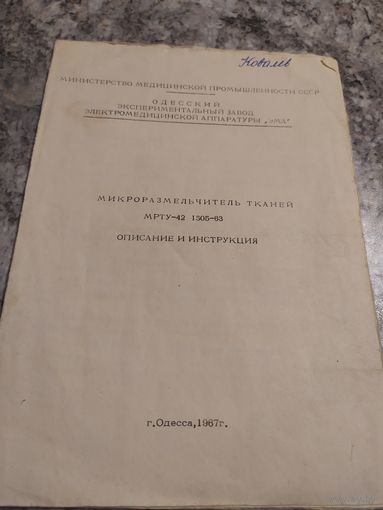 Коваль
МИНИСТЕРСТВО МЕДИЦИНСКОЙ ПРОМЫШЛЕННОСТИ СССР
ОДЕССКИЙ
ЭКСПЕРИМЕНТАЛЬНЫЙ ЗАВОД
ЭЛЕКТРОМЕДИЦИНСКОЙ АППАРАТУРЫ "ЭМА"
МИКРОРАЗМЕЛЬЧИТЕЛЬ ТКАНЕЙ
МРТУ-42 1505-63
ОПИСАНИЕ И ИНСТРУКЦИЯ
г.Одесса,1967г.